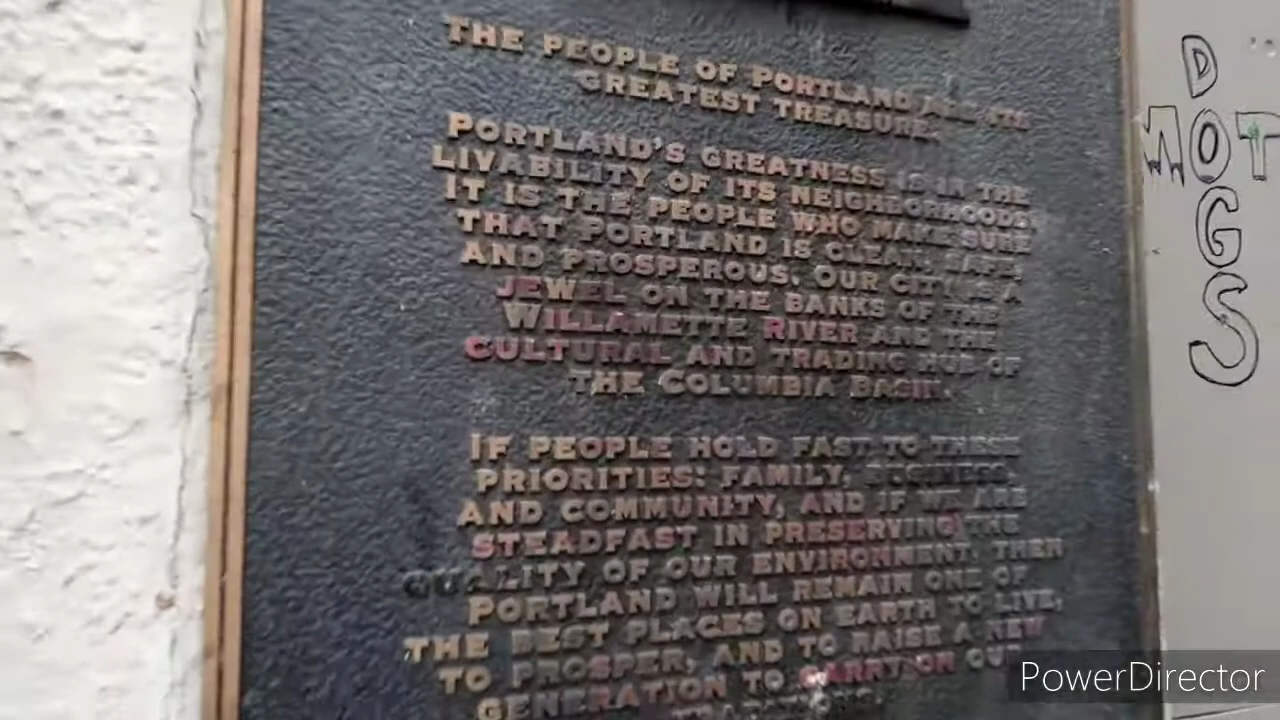 THE PEOPLE OF PORTLAND ARE ITS
GREATEST TREASURE.
PORTLAND'S GREATNESS IS IN THE
LIVABILITY OF ITS NEIGHBORHOODS.
IT IS THE PEOPLE WHO MAKE SURE
THAT PORTLAND IS CLEAN, SAFE,
AND PROSPEROUS. OUR CITY IS A
JEWEL ON THE BANKS OF THE
WILLAMETTE RIVER AND THE
CULTURAL AND TRADING HUB OF
THE COLUMBIA BASIN.
IF PEOPLE HOLD FAST TO THESE
PRIORITIES: FAMILY, BUSINESS,
AND COMMUNITY, AND IF WE ARE
STEADFAST IN PRESERVING THE
QUALITY OF OUR ENVIRONMENT, THEN
PORTLAND WILL REMAIN ONE OF
THE BEST PLACES ON EARTH TO LIVE,
TO PROSPER, AND TO RAISE A NEW
GENERATION TO CARRY ON OUR
D
MOT
G
S
PowerDirector